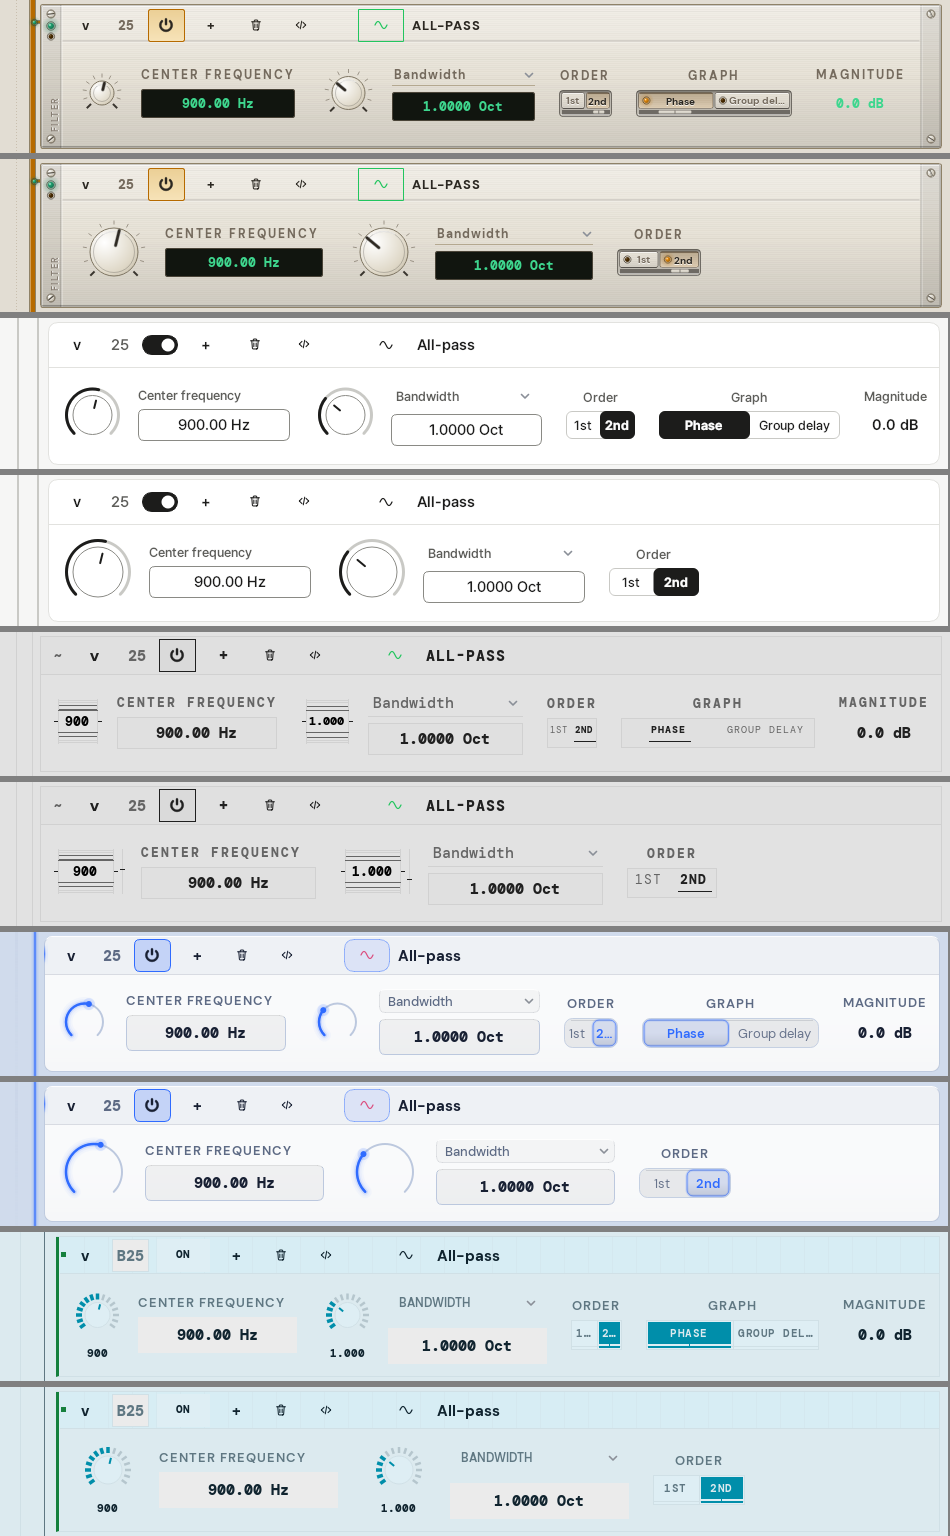 v 25 + ALL-PASS
CENTER FREQUENCY Bandwidth ORDER GRAPH MAGNITUDE
900.00 Hz 1.0000 Oct 1st 2nd Phase Group del... 0.0 dB
FILTER
v 25 + ALL-PASS
CENTER FREQUENCY Bandwidth ORDER
900.00 Hz 1.0000 Oct 1st 2nd
FILTER
v 25 + All-pass
Center frequency Bandwidth Order Graph Magnitude
900.00 Hz 1.0000 Oct 1st 2nd Phase Group delay 0.0 dB
v 25 + All-pass
Center frequency Bandwidth Order
900.00 Hz 1.0000 Oct 1st 2nd
~ v 25 + ALL-PASS
CENTER FREQUENCY Bandwidth ORDER GRAPH MAGNITUDE
900 900.00 Hz 1.000 1.0000 Oct 1ST 2ND PHASE GROUP DELAY 0.0 dB
~ v 25 + ALL-PASS
CENTER FREQUENCY Bandwidth ORDER
900 900.00 Hz 1.000 1.0000 Oct 1ST 2ND
v 25 + All-pass
CENTER FREQUENCY Bandwidth ORDER GRAPH MAGNITUDE
900.00 Hz 1.0000 Oct 1st 2... Phase Group delay 0.0 dB
v 25 + All-pass
CENTER FREQUENCY Bandwidth ORDER
900.00 Hz 1.0000 Oct 1st 2nd
v B25 ON + All-pass
CENTER FREQUENCY BANDWIDTH ORDER GRAPH MAGNITUDE
900.00 Hz 1.0000 Oct 1... 2... PHASE GROUP DEL... 0.0 dB
900 1.000
v B25 ON + All-pass
CENTER FREQUENCY BANDWIDTH ORDER
900.00 Hz 1.0000 Oct 1ST 2ND
900 1.000